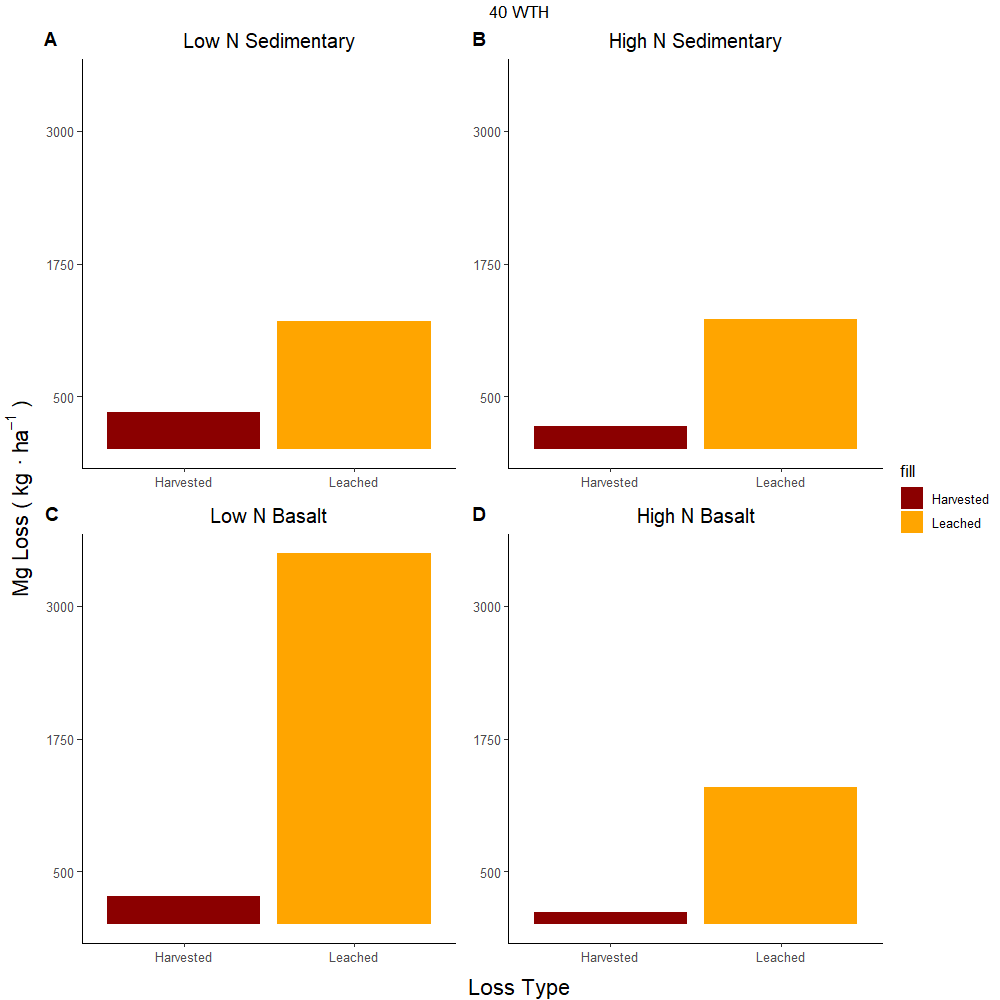 40 WTH
A
Low N Sedimentary
B
High N Sedimentary
3000
1750
500
Harvested
Leached
3000
1750
500
Harvested
Leached
C
Low N Basalt
D
High N Basalt
3000
1750
500
Harvested
Leached
3000
1750
500
Harvested
Leached
Mg Loss ( kg · ha⁻¹ )
Loss Type
fill
Harvested
Leached